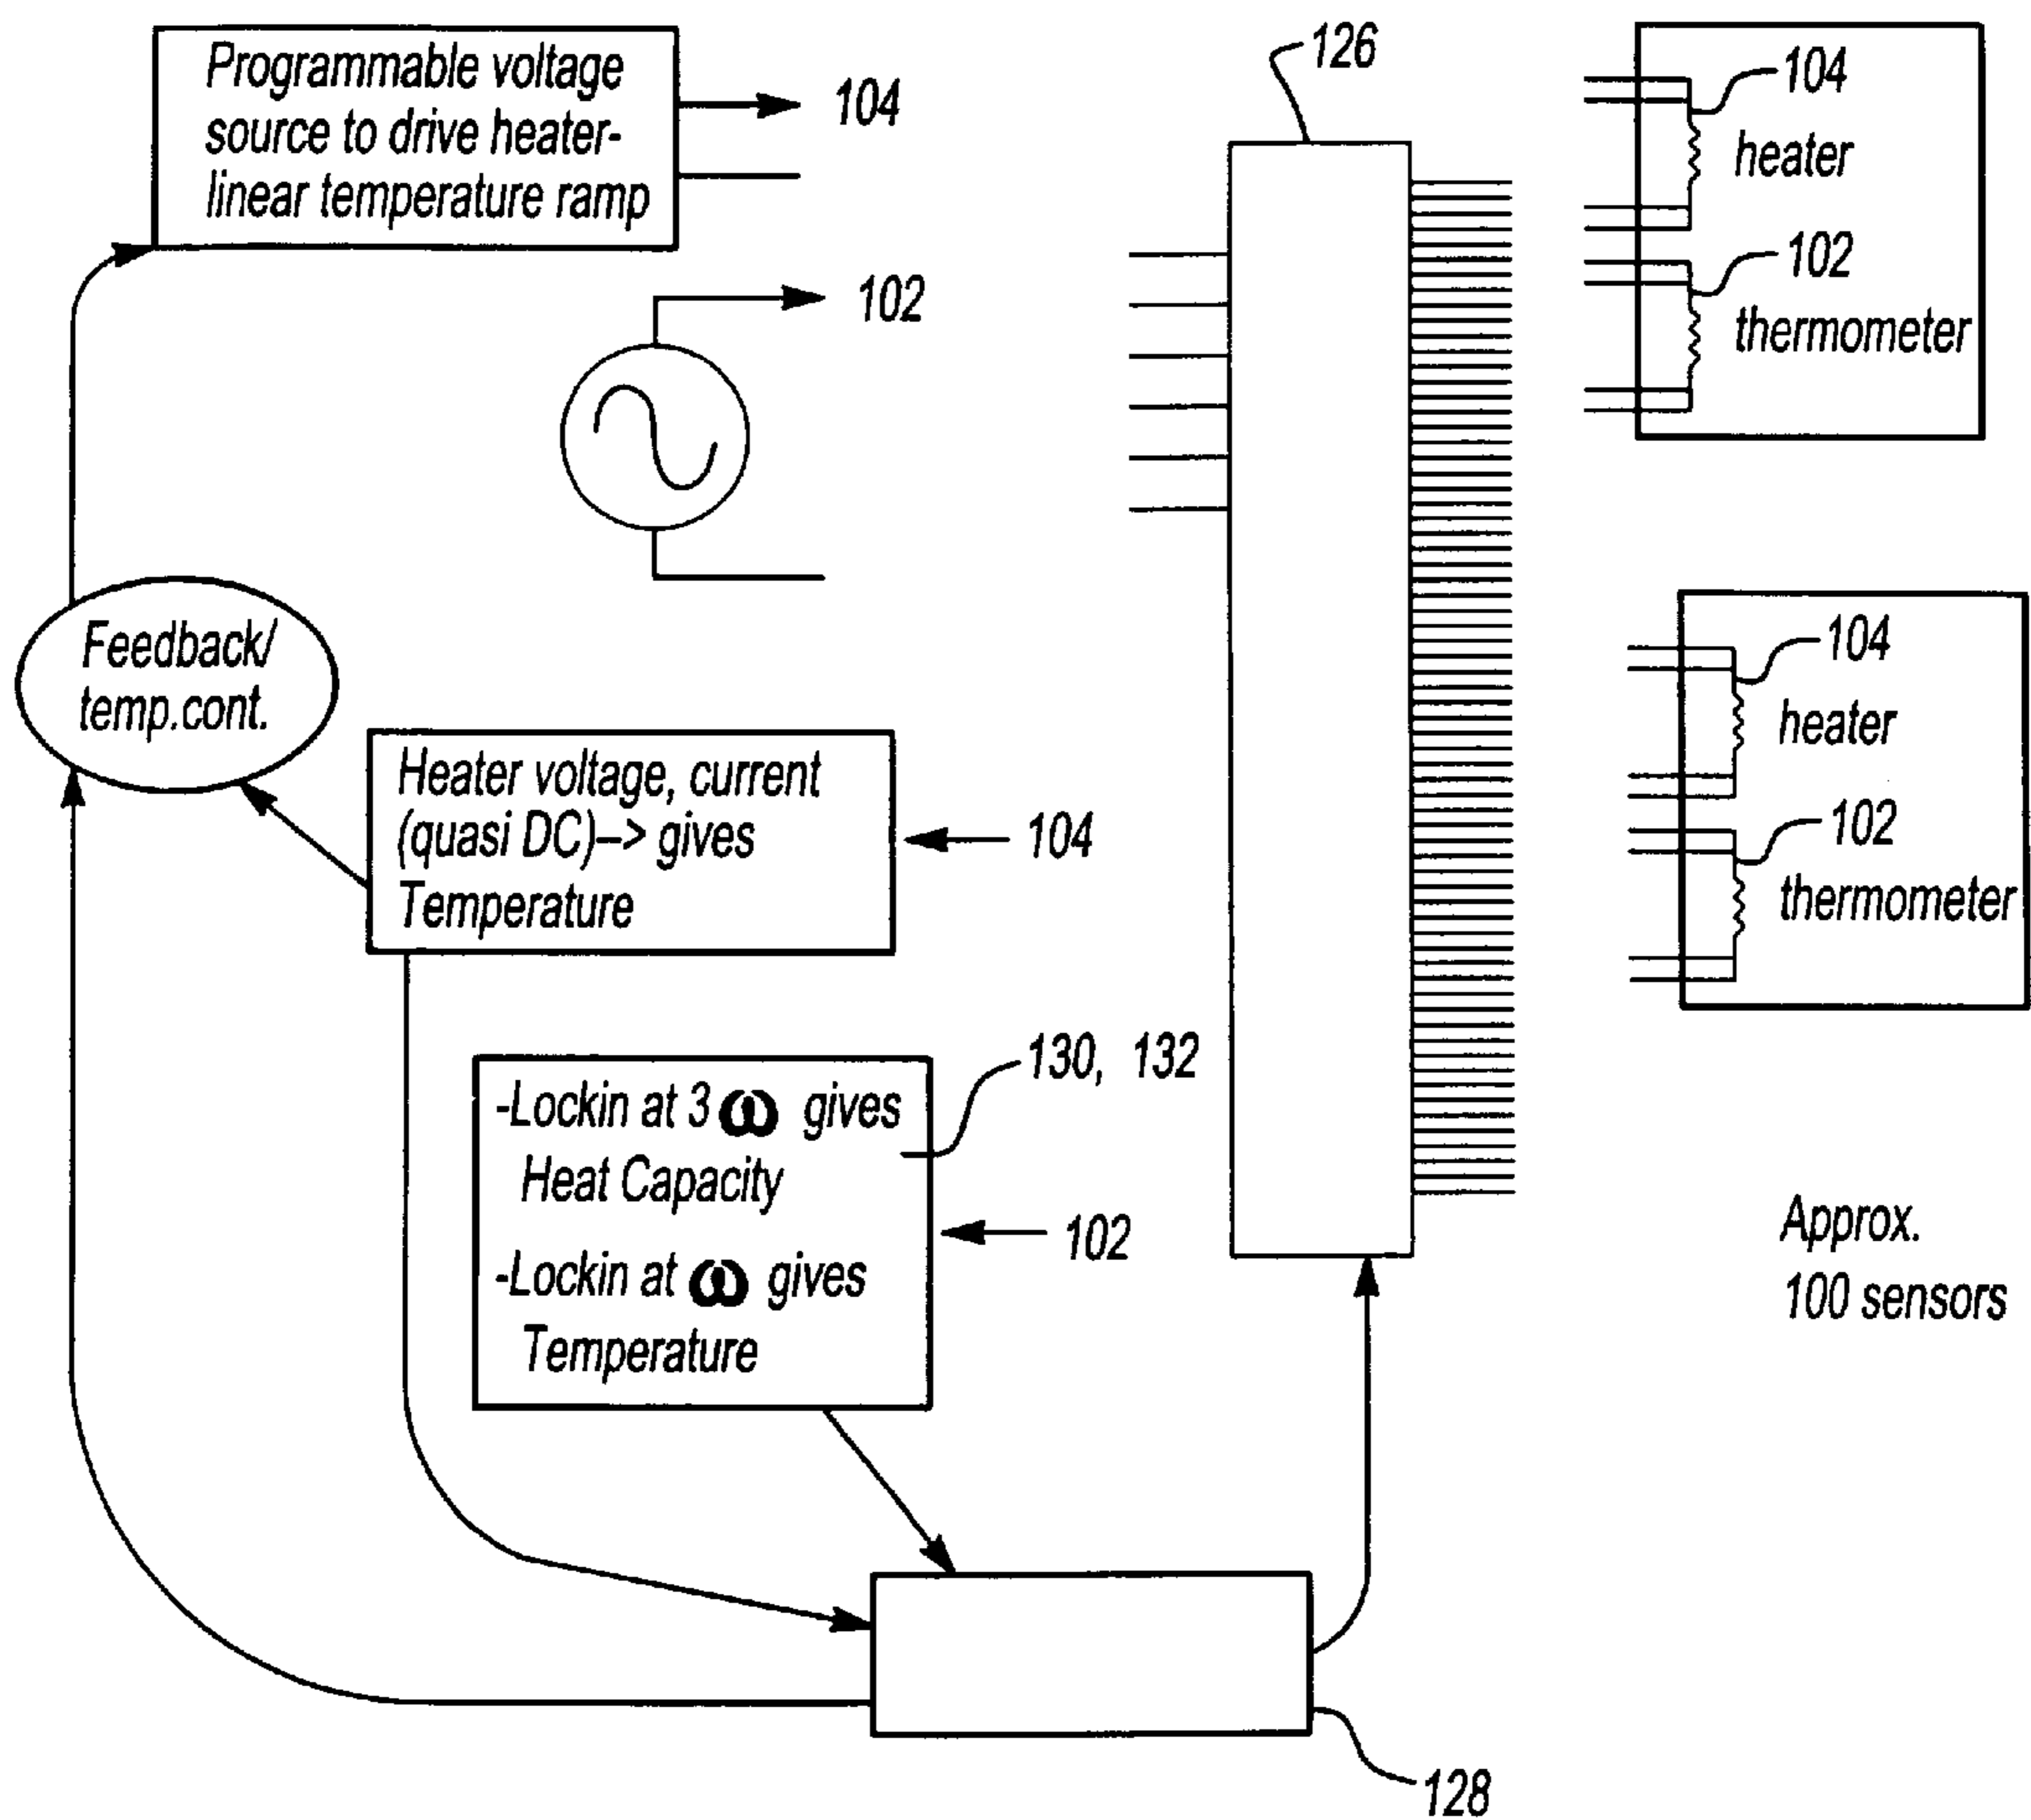 Programmable voltage
source to drive heater-
linear temperature ramp
104
102
126
104
heater
102
thermometer
Feedback/
temp.cont.
Heater voltage, current
(quasi DC)–> gives
Temperature
104
104
heater
102
thermometer
130, 132
-Lockin at 3 ω gives
Heat Capacity
-Lockin at ω gives
Temperature
102
Approx.
100 sensors
128